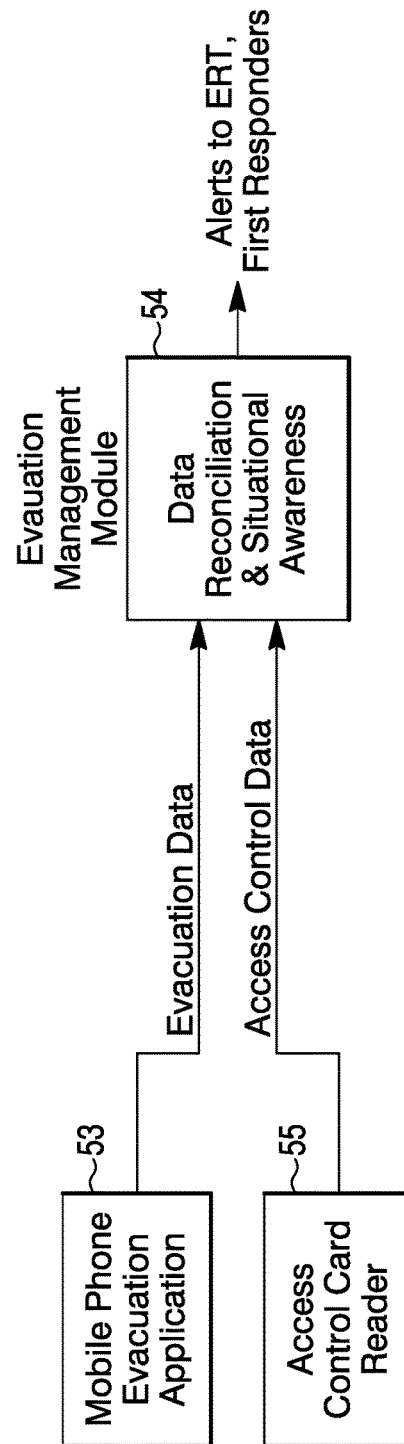 Mobile Phone
Evacuation
Application
53
Access
Control Card
Reader
55
Evacuation Data
Access Control Data
Evauation
Management
Module
54
Data
Reconciliation
& Situational
Awareness
Alerts to ERT,
First Responders